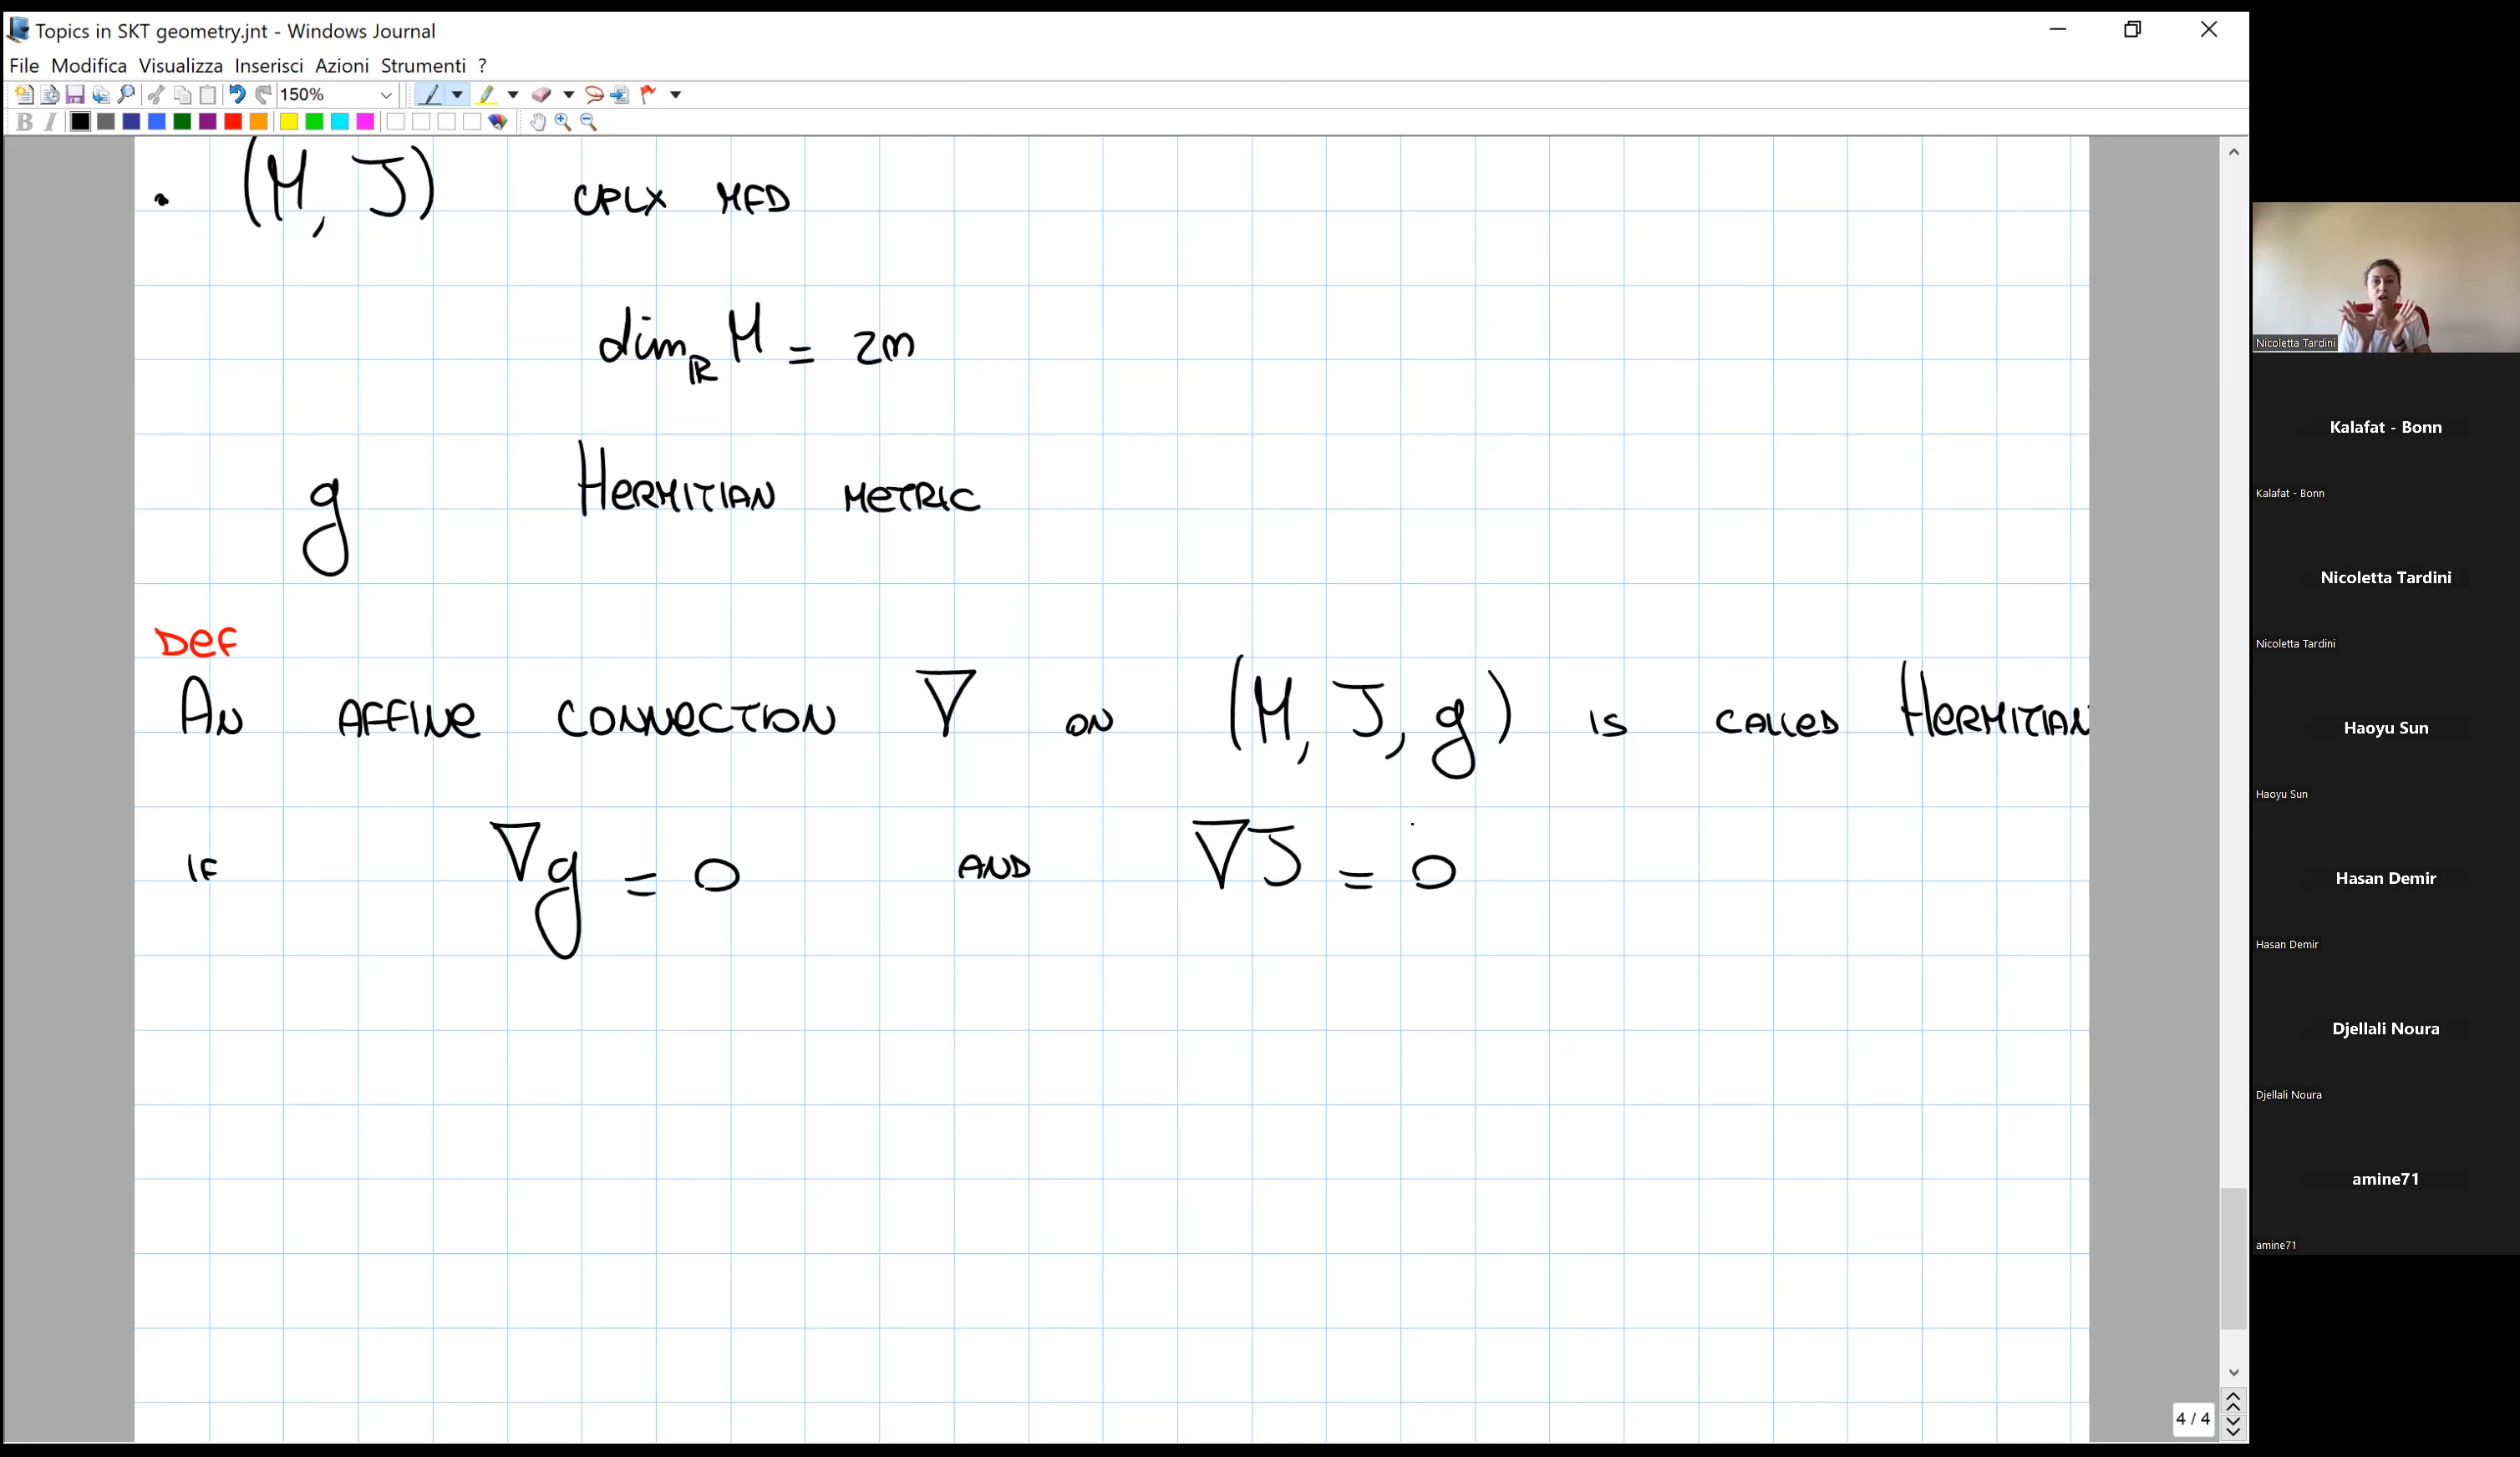 Topics in SKT geometry.jnt - Windows Journal
File Modifica Visualizza Inserisci Azioni Strumenti ?
150%
B I
• (M, J) CPLX MFD
dim_R M = 2m
g HERMITIAN METRIC
DEF
AN AFFINE CONNECTION ∇ ON (M, J, g) IS CALLED HERMITIAN
IF ∇g = 0 AND ∇J = 0
4 / 4
Nicoletta Tardini
Kalafat - Bonn
Kalafat - Bonn
Nicoletta Tardini
Nicoletta Tardini
Haoyu Sun
Haoyu Sun
Hasan Demir
Hasan Demir
Djellali Noura
Djellali Noura
amine71
amine71